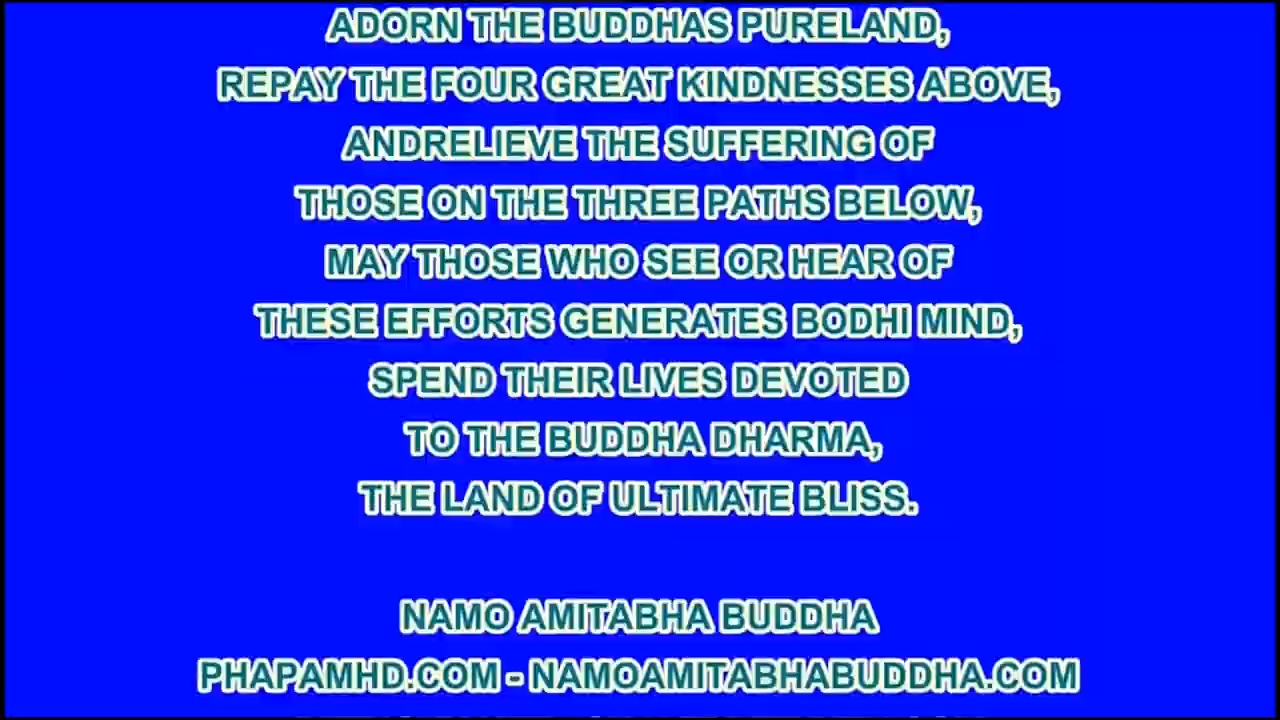 ADORN THE BUDDHAS PURELAND,
REPAY THE FOUR GREAT KINDNESSES ABOVE,
ANDRELIEVE THE SUFFERING OF
THOSE ON THE THREE PATHS BELOW,
MAY THOSE WHO SEE OR HEAR OF
THESE EFFORTS GENERATES BODHI MIND,
SPEND THEIR LIVES DEVOTED
TO THE BUDDHA DHARMA,
THE LAND OF ULTIMATE BLISS.
NAMO AMITABHA BUDDHA
PHAPAMHD.COM - NAMOAMITABHABUDDHA.COM